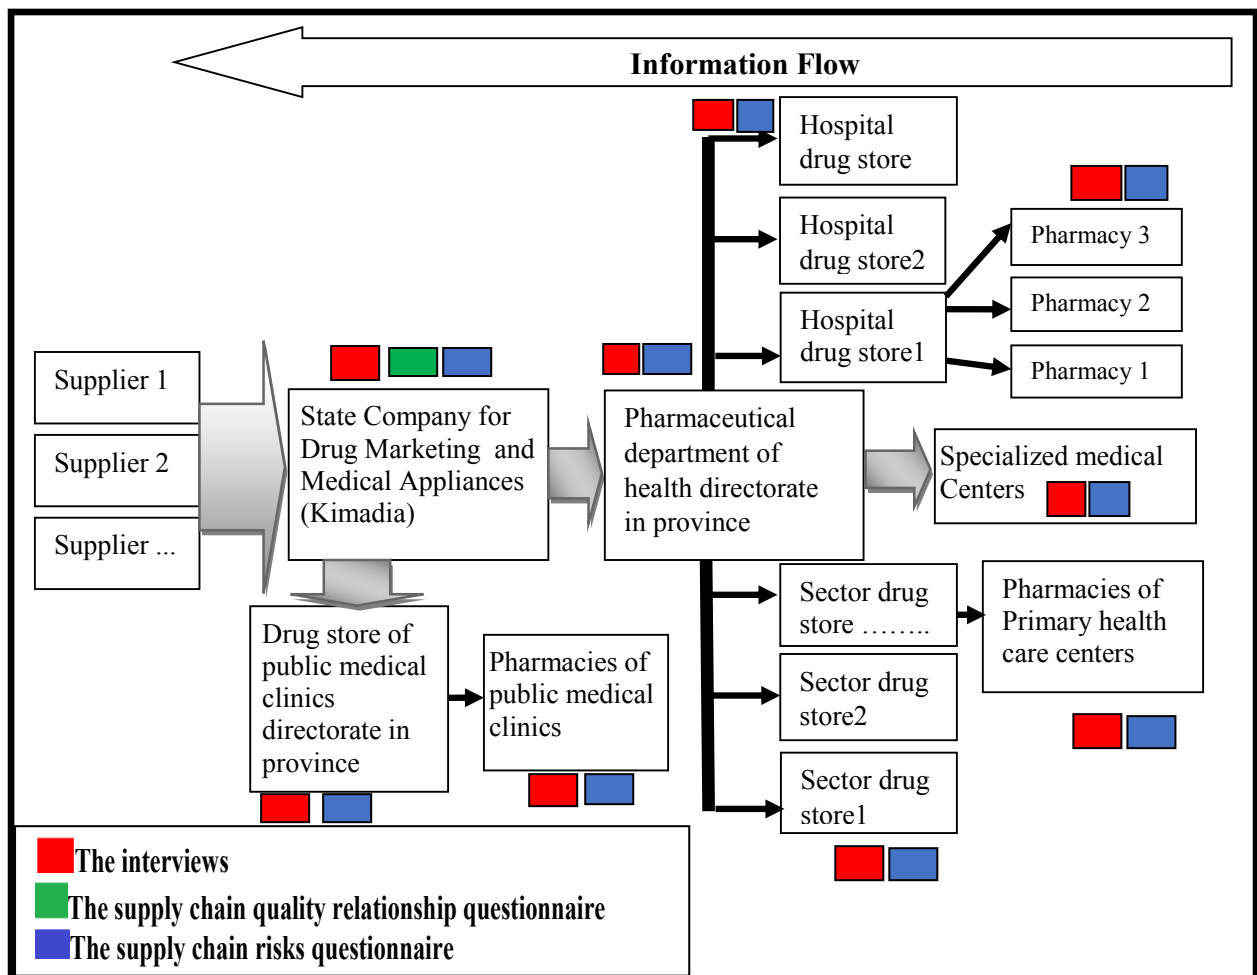 Information Flow
Hospital
drug store
Hospital
drug store2
Hospital
drug store1
Pharmacy 3
Pharmacy 2
Pharmacy 1
Supplier 1
Supplier 2
Supplier ...
State Company for
Drug Marketing and
Medical Appliances
(Kimadia)
Pharmaceutical
department of
health directorate
in province
Specialized medical
Centers
Drug store of
public medical
clinics
directorate in
province
Pharmacies of
public medical
clinics
Sector drug
store ……..
Sector drug
store2
Sector drug
store1
Pharmacies of
Primary health
care centers
The interviews
The supply chain quality relationship questionnaire
The supply chain risks questionnaire